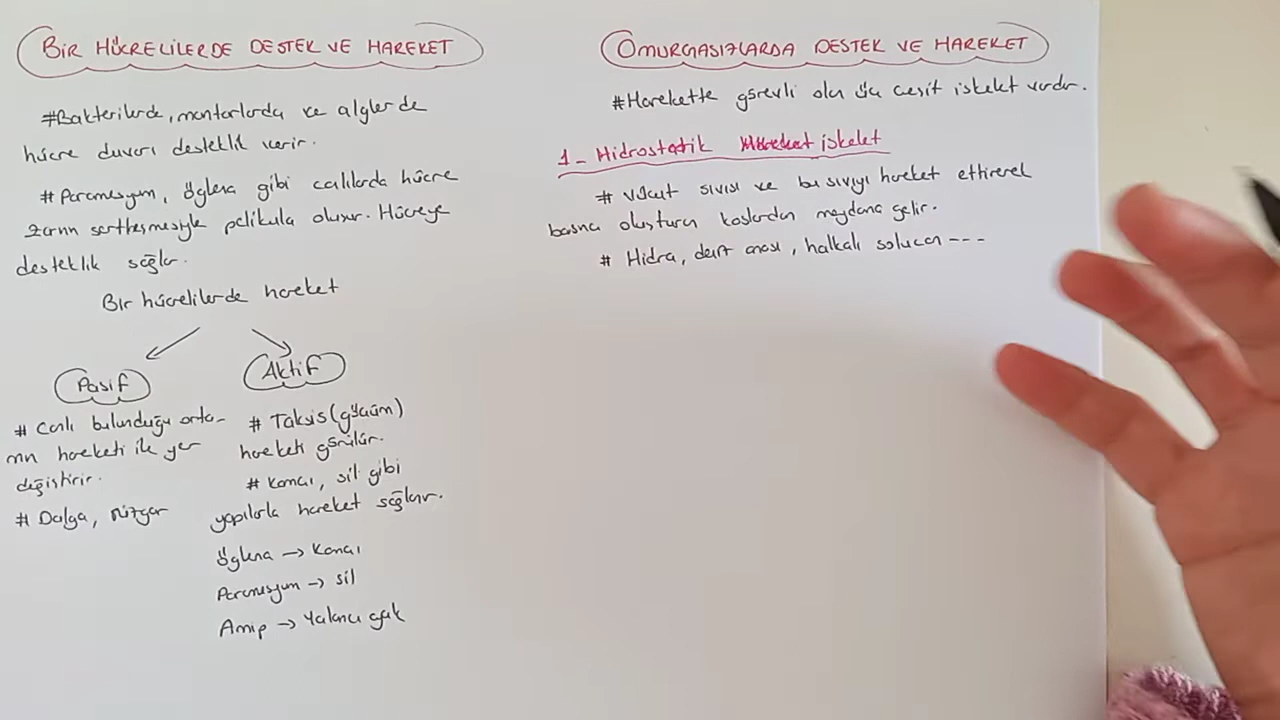 BİR HÜCRELİLERDE DESTEK VE HAREKET
#Bakterilerde, mantarlarda ve alglerde
hücre duvarı desteklik verir.
# Paramesyum, Öglena gibi canlılarda hücre
zarının sertleşmesiyle pelikula oluşur. Hücreye
desteklik sağlar.
Bir hücrelilerde hareket
Pasif
Aktif
# Canlı bulunduğu orta-
mın hareketi ile yer
değiştirir.
# Dalga, rüzgar
# Taksis (göçüm)
hareketi görülür.
# Kamçı, sil gibi
yapılarla hareket sağlanır.
Öglena → Kamçı
Paramesyum → sil
Amip → Yalancı ayak
OMURGASIZLARDA DESTEK VE HAREKET
#Harekette görevli olan üç çeşit iskelet vardır.
1- Hidrostatik iskelet
# Vücut sıvısı ve bu sıvıyı hareket ettirerek
basınç oluşturan kaslardan meydana gelir.
# Hidra, deniz anası, halkalı solucan ---